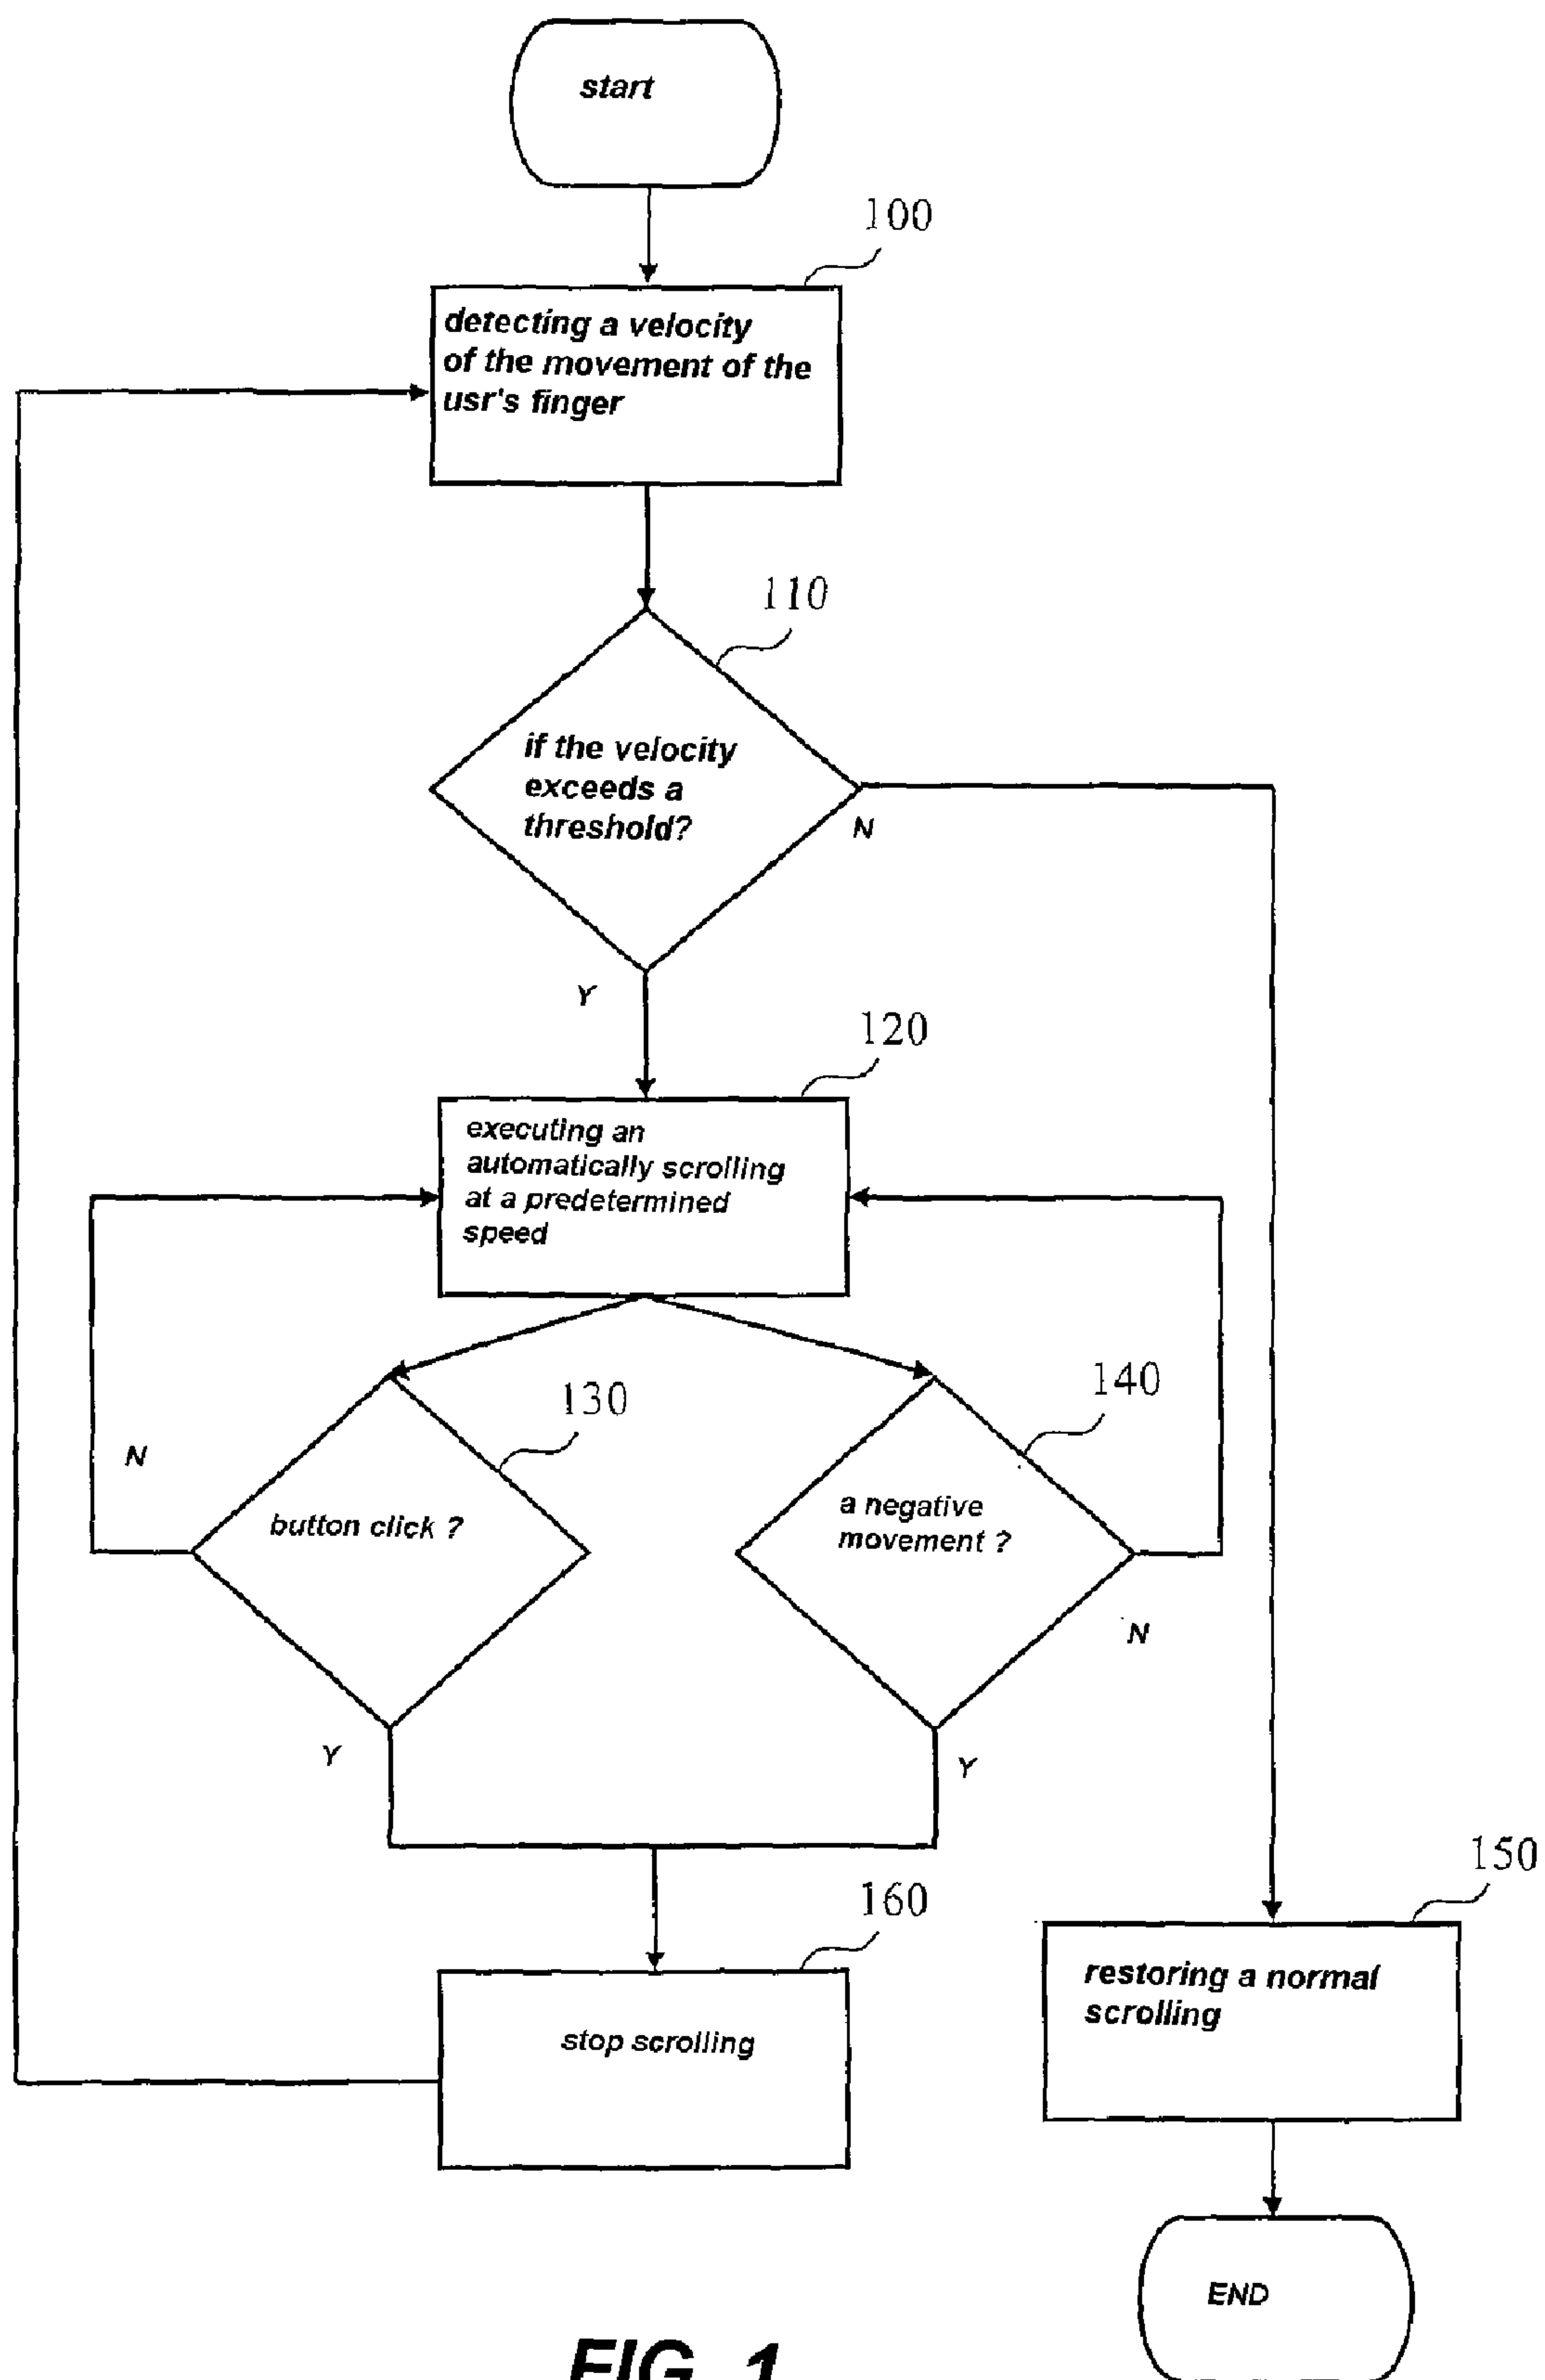 start
100
detecting a velocity
of the movement of the
usr's finger
110
if the velocity
exceeds a
threshold?
N
Y
120
executing an
automatically scrolling
at a predetermined
speed
130
140
N
button click ?
a negative
movement ?
N
Y
Y
150
160
restoring a normal
scrolling
stop scrolling
END
FIG. 1